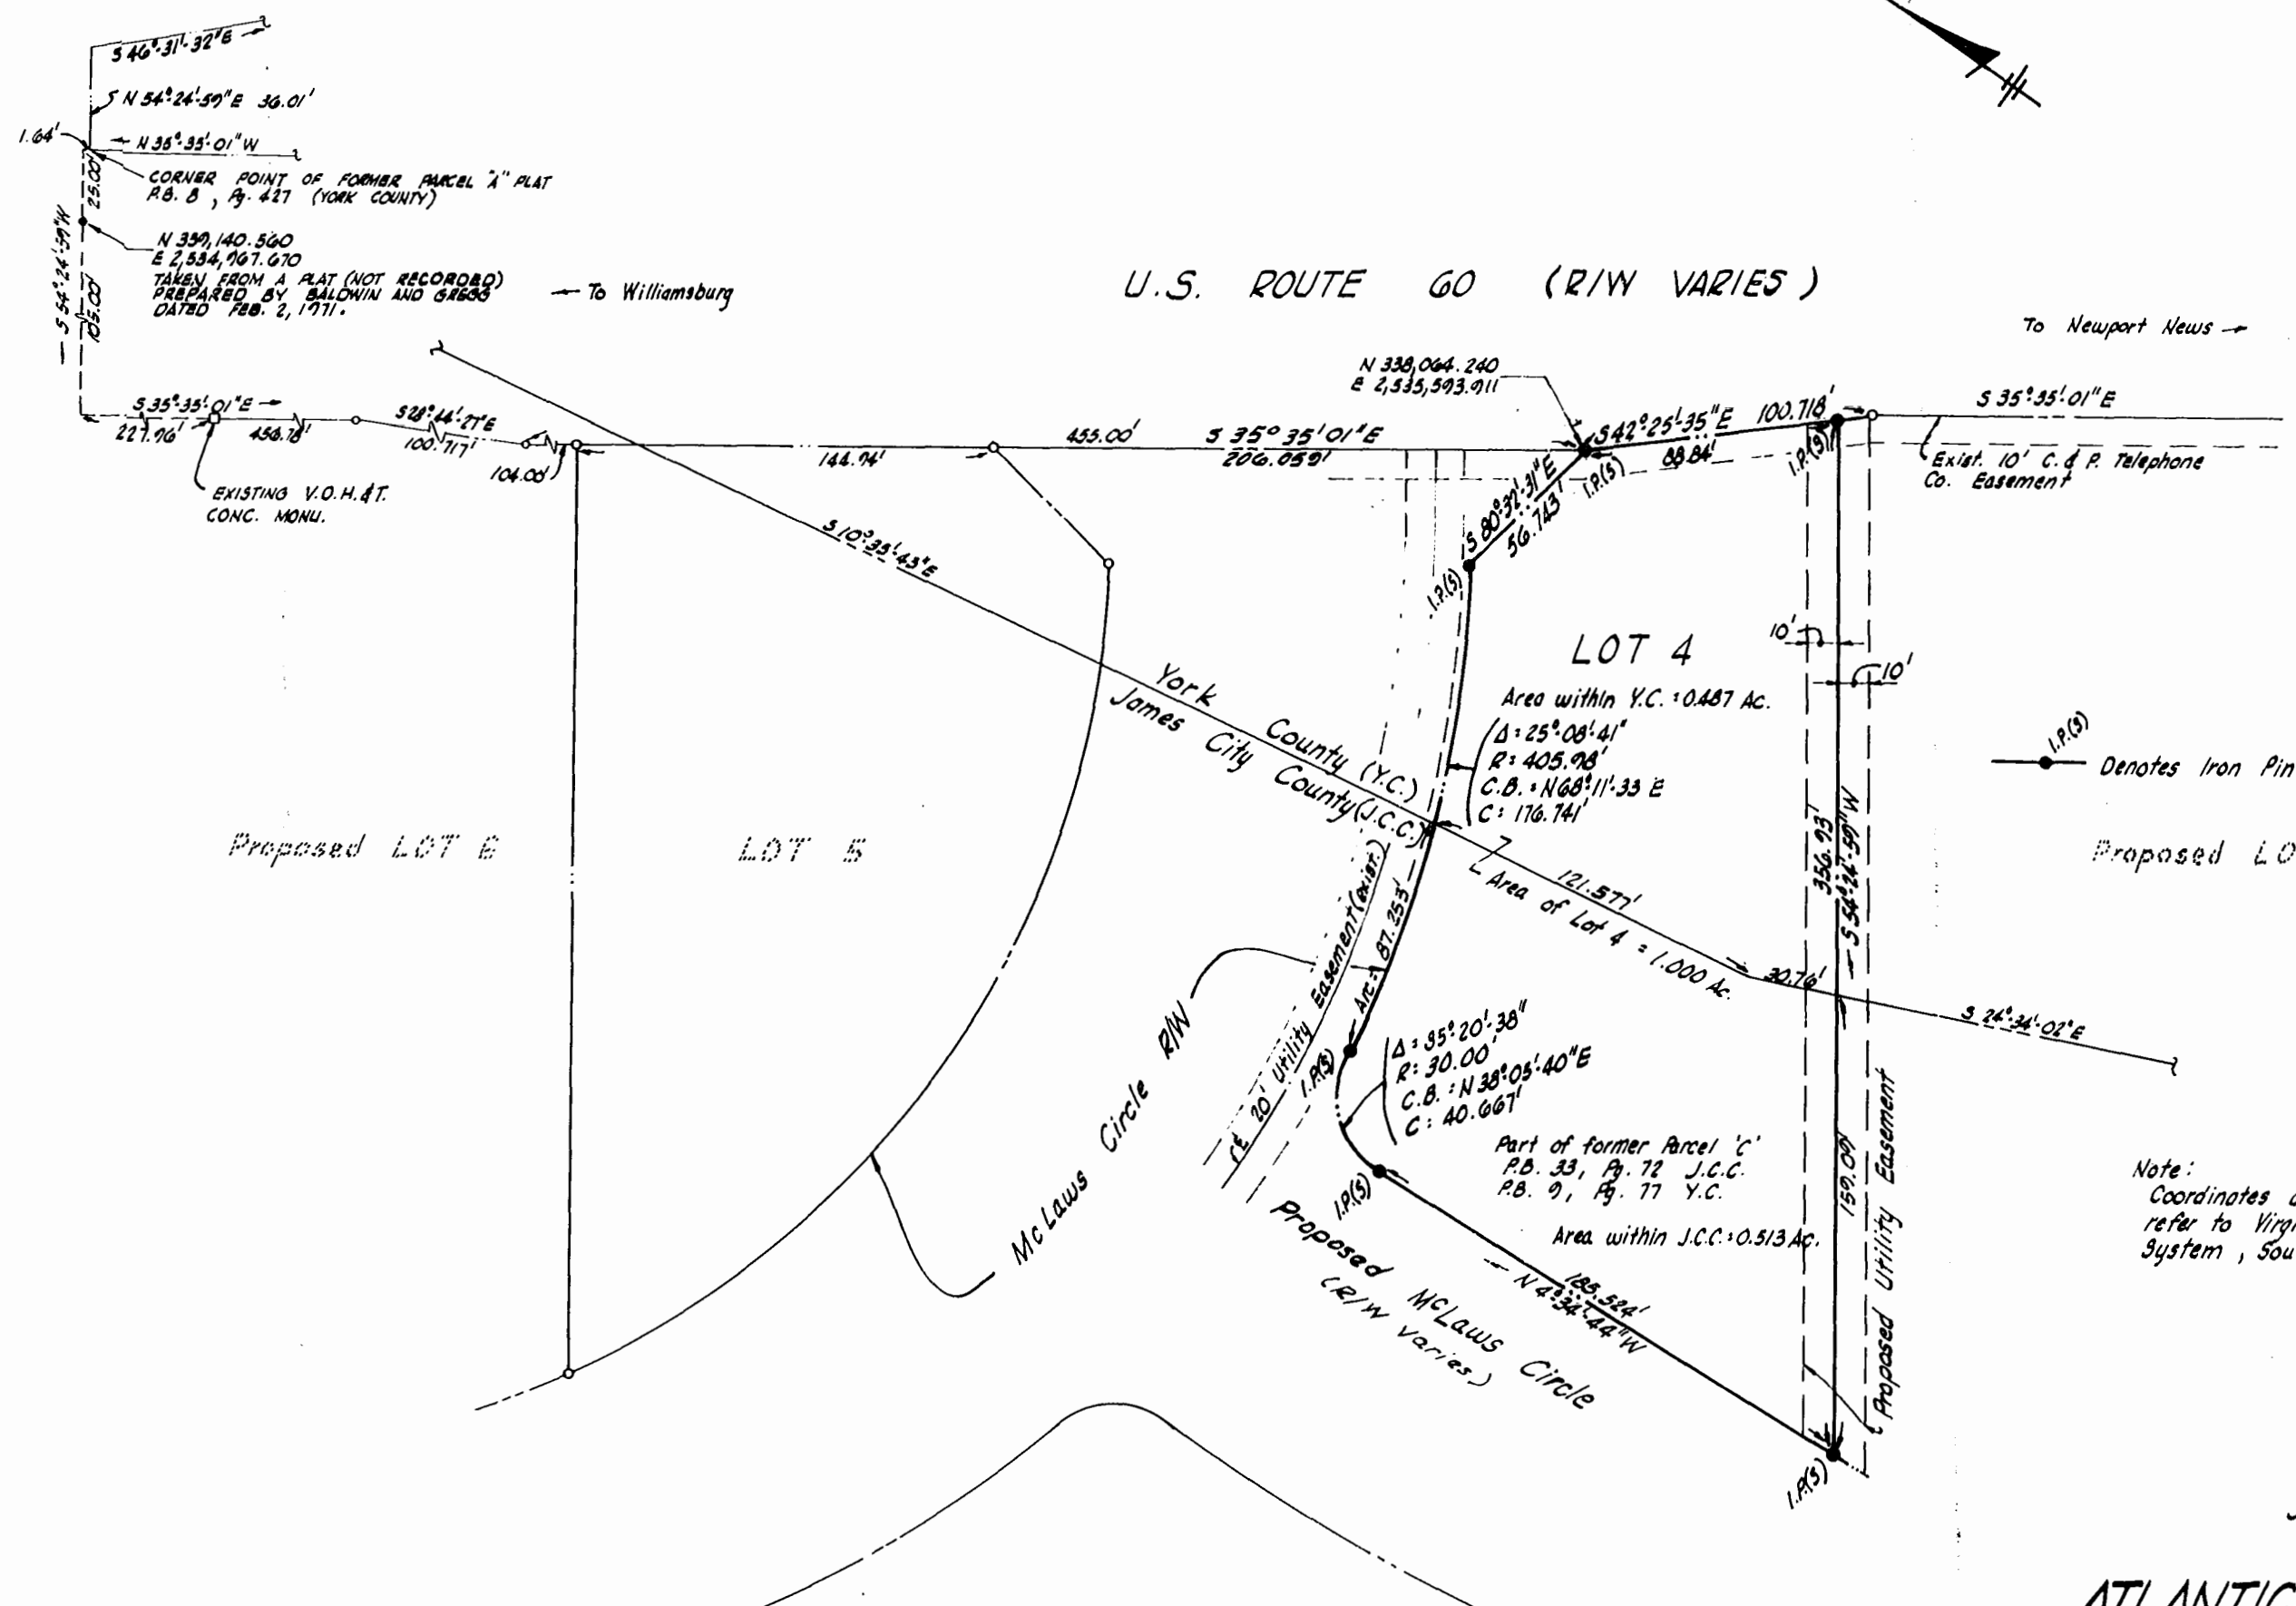 S 46°-31'-32"E
N 54°-24'-59"E 36.01'
1.64'
N 35°-35'-01"W
25.00'
CORNER POINT OF FORMER PARCEL "A" PLAT
P.B. 8, Pg. 427 (YORK COUNTY)
S 54°-24'-59"W
105.00'
N 339,140.560
E 2,534,967.670
TAKEN FROM A PLAT (NOT RECORDED)
PREPARED BY BALDWIN AND GREGG
DATED FEB. 2, 1971.
To Williamsburg
U.S. ROUTE 60 (R/W VARIES)
To Newport News
S 35°-35'-01"E
227.96'
456.78'
S 28°-44'-27"E
100.717'
104.08'
EXISTING V.D.H.&T.
CONC. MONU.
144.94'
455.00'
S 35° 35' 01"E
206.059'
N 338,064.240
E 2,535,593.911
S 42°-25'-35"E 100.718'
88.84'
I.P.(S)
I.P.(S)
S 35°-35'-01"E
Exist. 10' C. & P. Telephone
Co. Easement
S 80°-32'-31"E
56.743'
I.P.(S)
S 10°-35'-43"E
York County (Y.C.)
James City County (J.C.C.)
LOT 4
Area within Y.C. = 0.487 Ac.
Δ = 25°-08'-41"
R = 405.98'
C.B. = N 68°-11'-33 E
C = 176.741'
10'
10'
I.P.(S)
Denotes Iron Pin
Proposed LOT 6
LOT 5
Proposed LO
121.577'
Area of Lot 4 = 1.000 Ac.
30.76'
356.93'
S 54°-24'-59"W
S 24°-34'-02"E
Arc = 87.253'
℄ 20' Utility Easement (exist.)
I.P.(S)
McLaws Circle R/W
Δ = 85°-20'-38"
R = 30.00'
C.B. = N 38°-05'-40"E
C = 40.667'
Part of former Parcel 'C'
P.B. 33, Pg. 72 J.C.C.
P.B. 9, Pg. 77 Y.C.
Area within J.C.C. = 0.513 Ac.
I.P.(S)
185.524'
N 4°-34'-44"W
Proposed McLaws Circle
(R/W varies)
159.09'
Proposed Utility Easement
I.P.(S)
Note:
Coordinates
refer to Virg
System, Sou
ATLANTIC